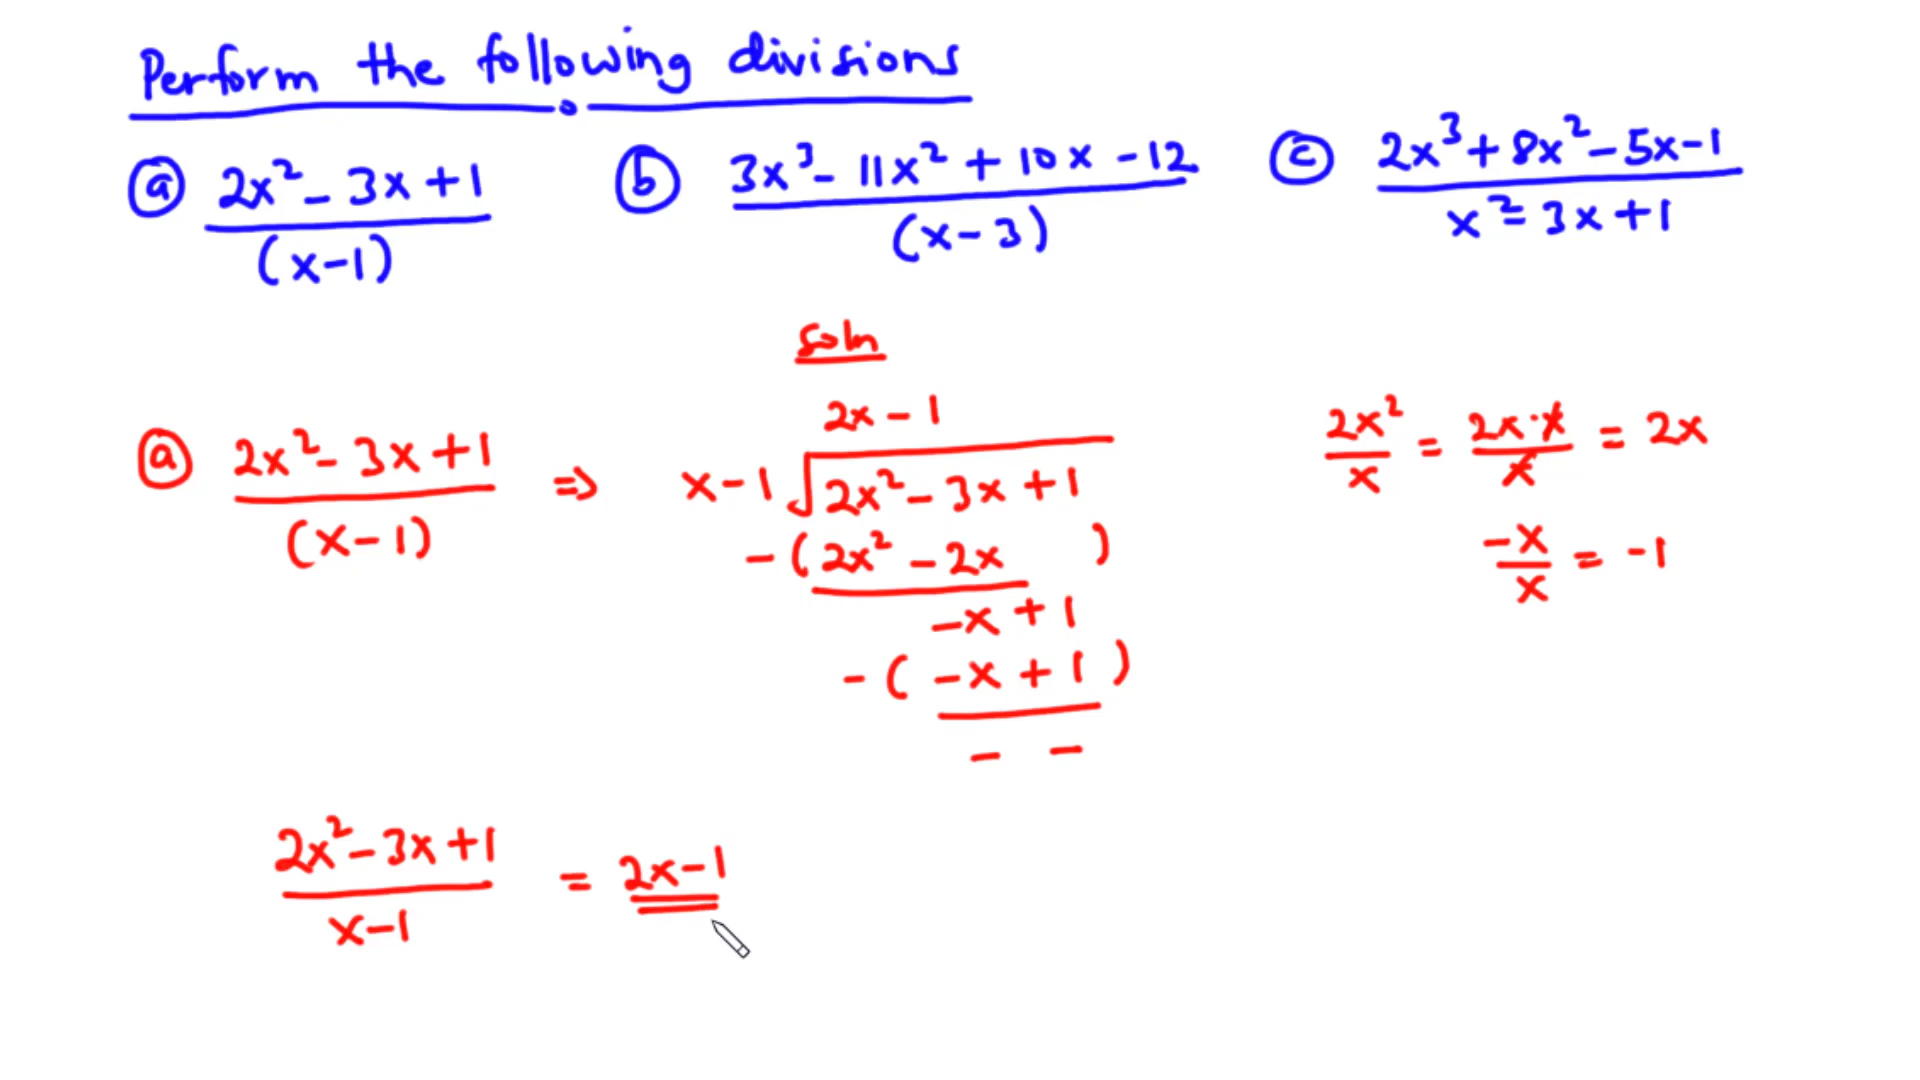 Perform the following divisions
(a) (2x² - 3x + 1)/(x - 1) (b) (3x³ - 11x² + 10x - 12)/(x - 3) (c) (2x³ + 8x² - 5x - 1)/(x² - 3x + 1)
soln
(a) (2x² - 3x + 1)/(x - 1) ⇒
2x - 1
x - 1 √ 2x² - 3x + 1
- ( 2x² - 2x )
-x + 1
- ( -x + 1 )
- -
2x²/x = 2x·x/x = 2x
-x/x = -1
(2x² - 3x + 1)/(x - 1) = 2x - 1